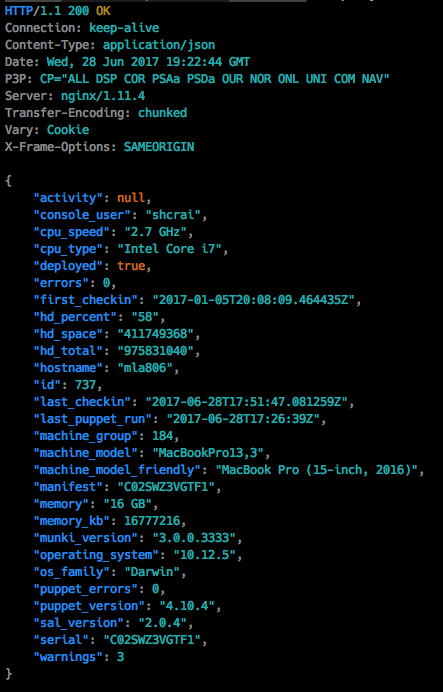 HTTP/1.1 200 OK
Connection: keep-alive
Content-Type: application/json
Date: Wed, 28 Jun 2017 19:22:44 GMT
P3P: CP="ALL DSP COR PSAa PSDa OUR NOR ONL UNI COM NAV"
Server: nginx/1.11.4
Transfer-Encoding: chunked
Vary: Cookie
X-Frame-Options: SAMEORIGIN

{
    "activity": null,
    "console_user": "shcrai",
    "cpu_speed": "2.7 GHz",
    "cpu_type": "Intel Core i7",
    "deployed": true,
    "errors": 0,
    "first_checkin": "2017-01-05T20:08:09.464435Z",
    "hd_percent": "58",
    "hd_space": "411749368",
    "hd_total": "975831040",
    "hostname": "mla806",
    "id": 737,
    "last_checkin": "2017-06-28T17:51:47.081259Z",
    "last_puppet_run": "2017-06-28T17:26:39Z",
    "machine_group": 184,
    "machine_model": "MacBookPro13,3",
    "machine_model_friendly": "MacBook Pro (15-inch, 2016)",
    "manifest": "C02SWZ3VGTF1",
    "memory": "16 GB",
    "memory_kb": 16777216,
    "munki_version": "3.0.0.3333",
    "operating_system": "10.12.5",
    "os_family": "Darwin",
    "puppet_errors": 0,
    "puppet_version": "4.10.4",
    "sal_version": "2.0.4",
    "serial": "C02SWZ3VGTF1",
    "warnings": 3
}